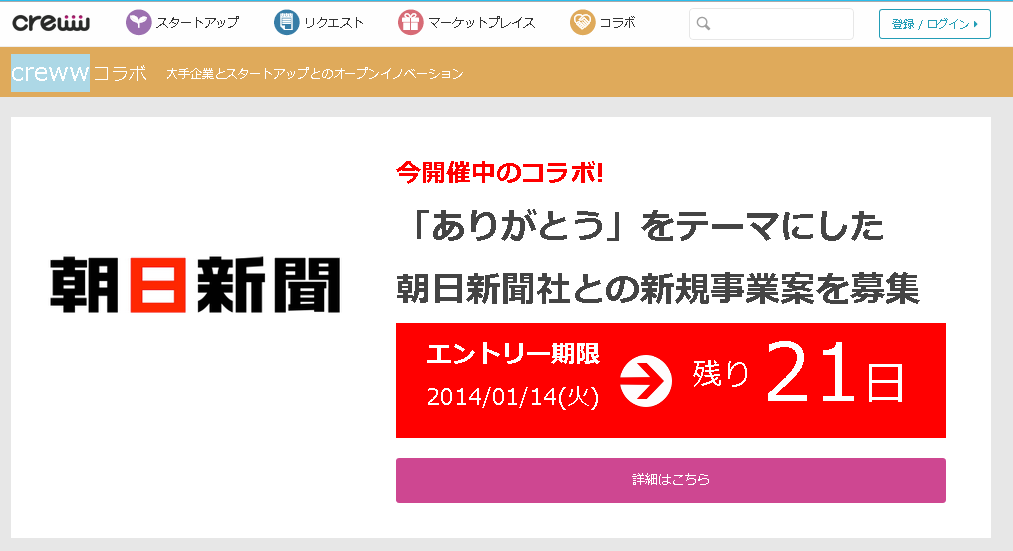 creww スタートアップ リクエスト マーケットプレイス コラボ 登録 / ログイン
creww コラボ 大手企業とスタートアップとのオープンイノベーション
今開催中のコラボ!
「ありがとう」をテーマにした
朝日新聞
朝日新聞社との新規事業案を募集
エントリー期限
2014/01/14(火)
残り 21日
詳細はこちら